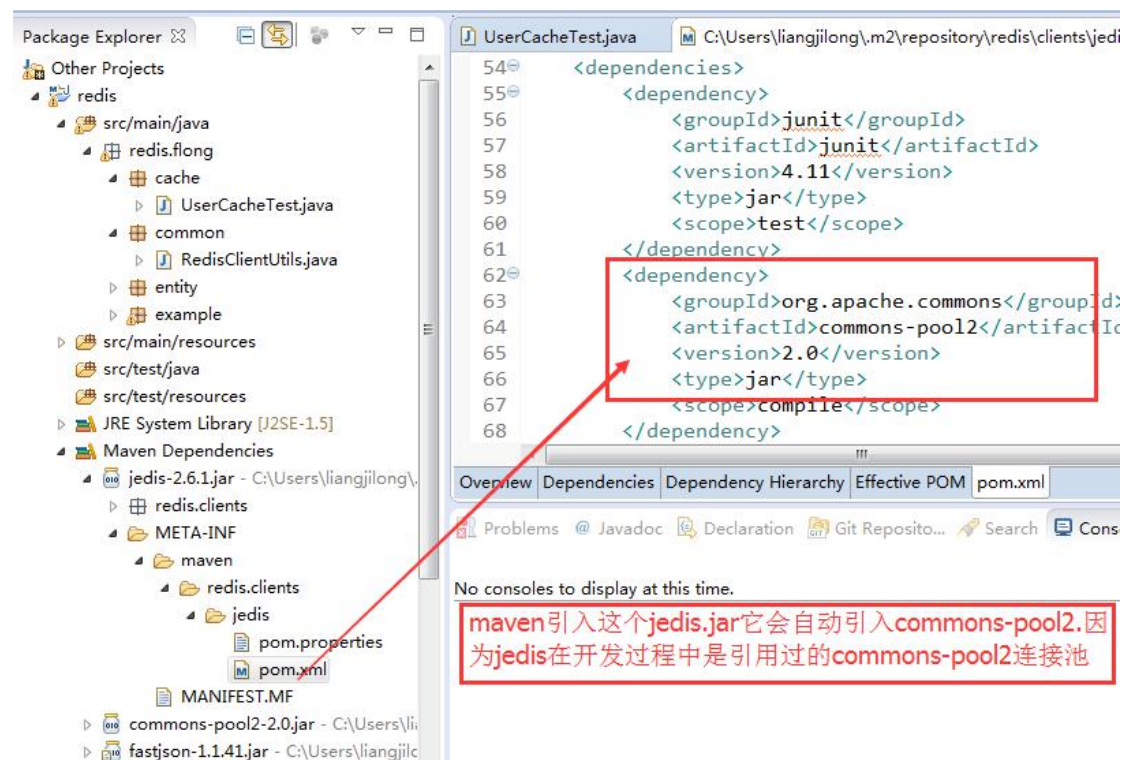 Package Explorer
Other Projects
redis
src/main/java
redis.flong
cache
UserCacheTest.java
common
RedisClientUtils.java
entity
example
src/main/resources
src/test/java
src/test/resources
JRE System Library [J2SE-1.5]
Maven Dependencies
jedis-2.6.1.jar - C:\Users\liangjilong\.
redis.clients
META-INF
maven
redis.clients
jedis
pom.properties
pom.xml
MANIFEST.MF
commons-pool2-2.0.jar - C:\Users\li
fastjson-1.1.41.jar - C:\Users\liangjilc
UserCacheTest.java C:\Users\liangjilong\.m2\repository\redis\clients\jedi
54 <dependencies>
55 <dependency>
56 <groupId>junit</groupId>
57 <artifactId>junit</artifactId>
58 <version>4.11</version>
59 <type>jar</type>
60 <scope>test</scope>
61 </dependency>
62 <dependency>
63 <groupId>org.apache.commons</groupId>
64 <artifactId>commons-pool2</artifactId
65 <version>2.0</version>
66 <type>jar</type>
67 <scope>compile</scope>
68 </dependency>
Overview Dependencies Dependency Hierarchy Effective POM pom.xml
Problems @ Javadoc Declaration Git Reposito... Search Conso
No consoles to display at this time.
maven引入这个jedis.jar它会自动引入commons-pool2.因
为jedis在开发过程中是引用过的commons-pool2连接池